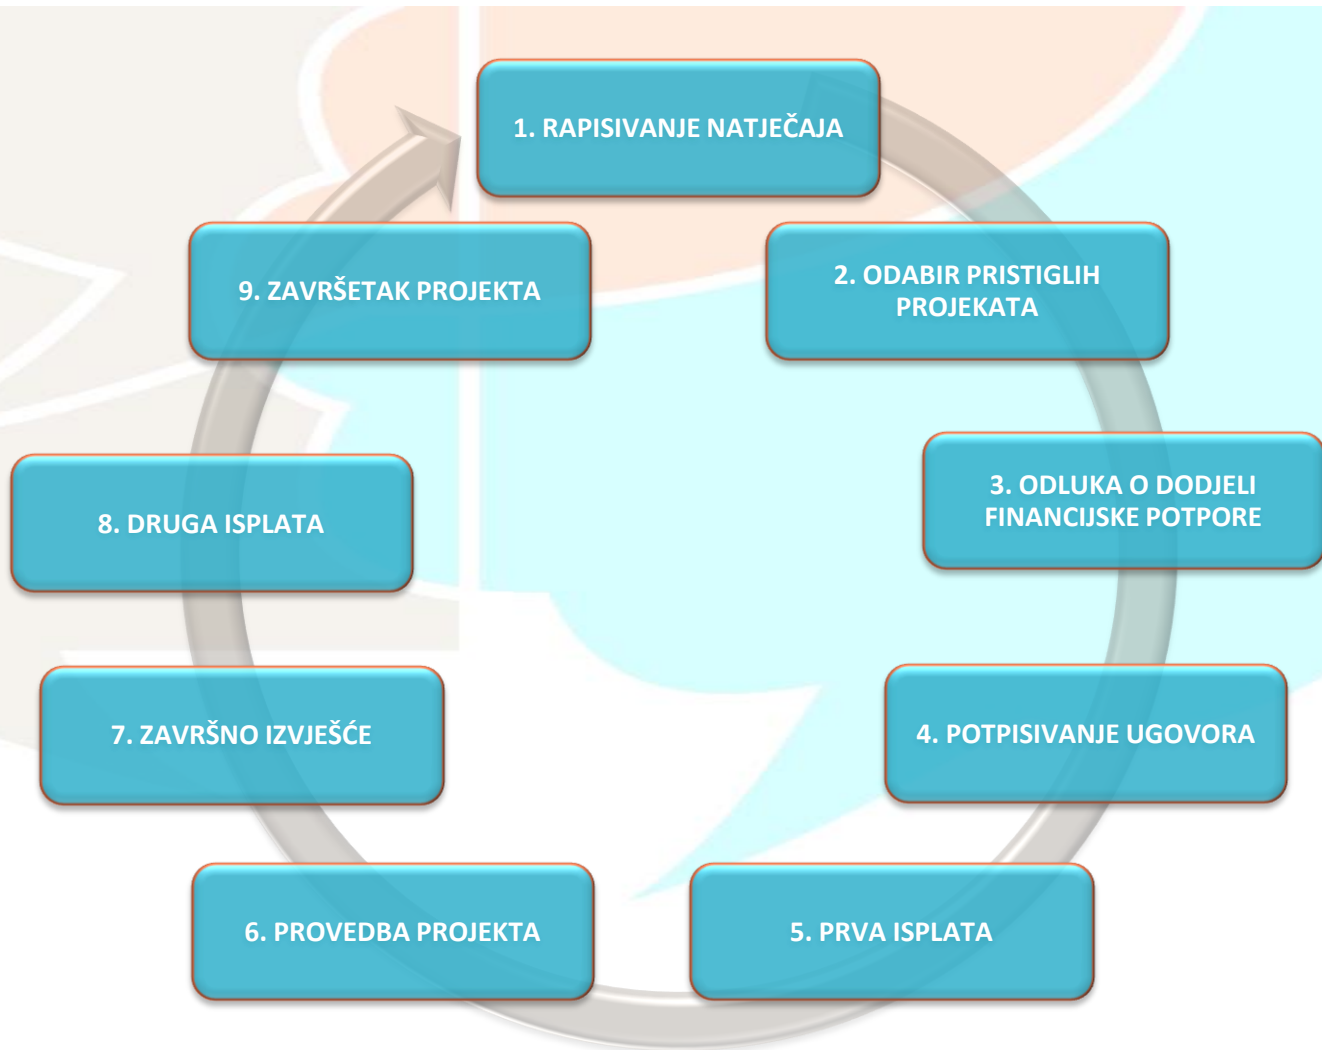 1. RAPISIVANJE NATJEČAJA
2. ODABIR PRISTIGLIH
PROJEKATA
3. ODLUKA O DODJELI
FINANCIJSKE POTPORE
4. POTPISIVANJE UGOVORA
5. PRVA ISPLATA
6. PROVEDBA PROJEKTA
7. ZAVRŠNO IZVJEŠĆE
8. DRUGA ISPLATA
9. ZAVRŠETAK PROJEKTA